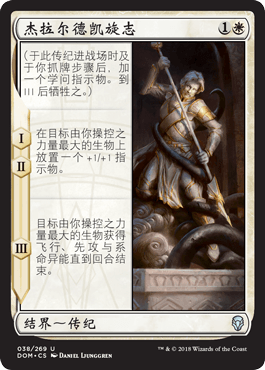 杰拉尔德凯旋志 1
(于此传纪进战场时及
于你抓牌步骤后，加
一个学问指示物。到
III 后牺牲之。)
I
II
在目标由你操控之力
量最大的生物上
放置一个 +1/+1 指
示物。
III
目标由你操控之力
量最大的生物获得
飞行、先攻与系
命异能直到回合结
束。
结界～传纪
038/269 U
DOM • CS Daniel Ljunggren
™ & © 2018 Wizards of the Coast